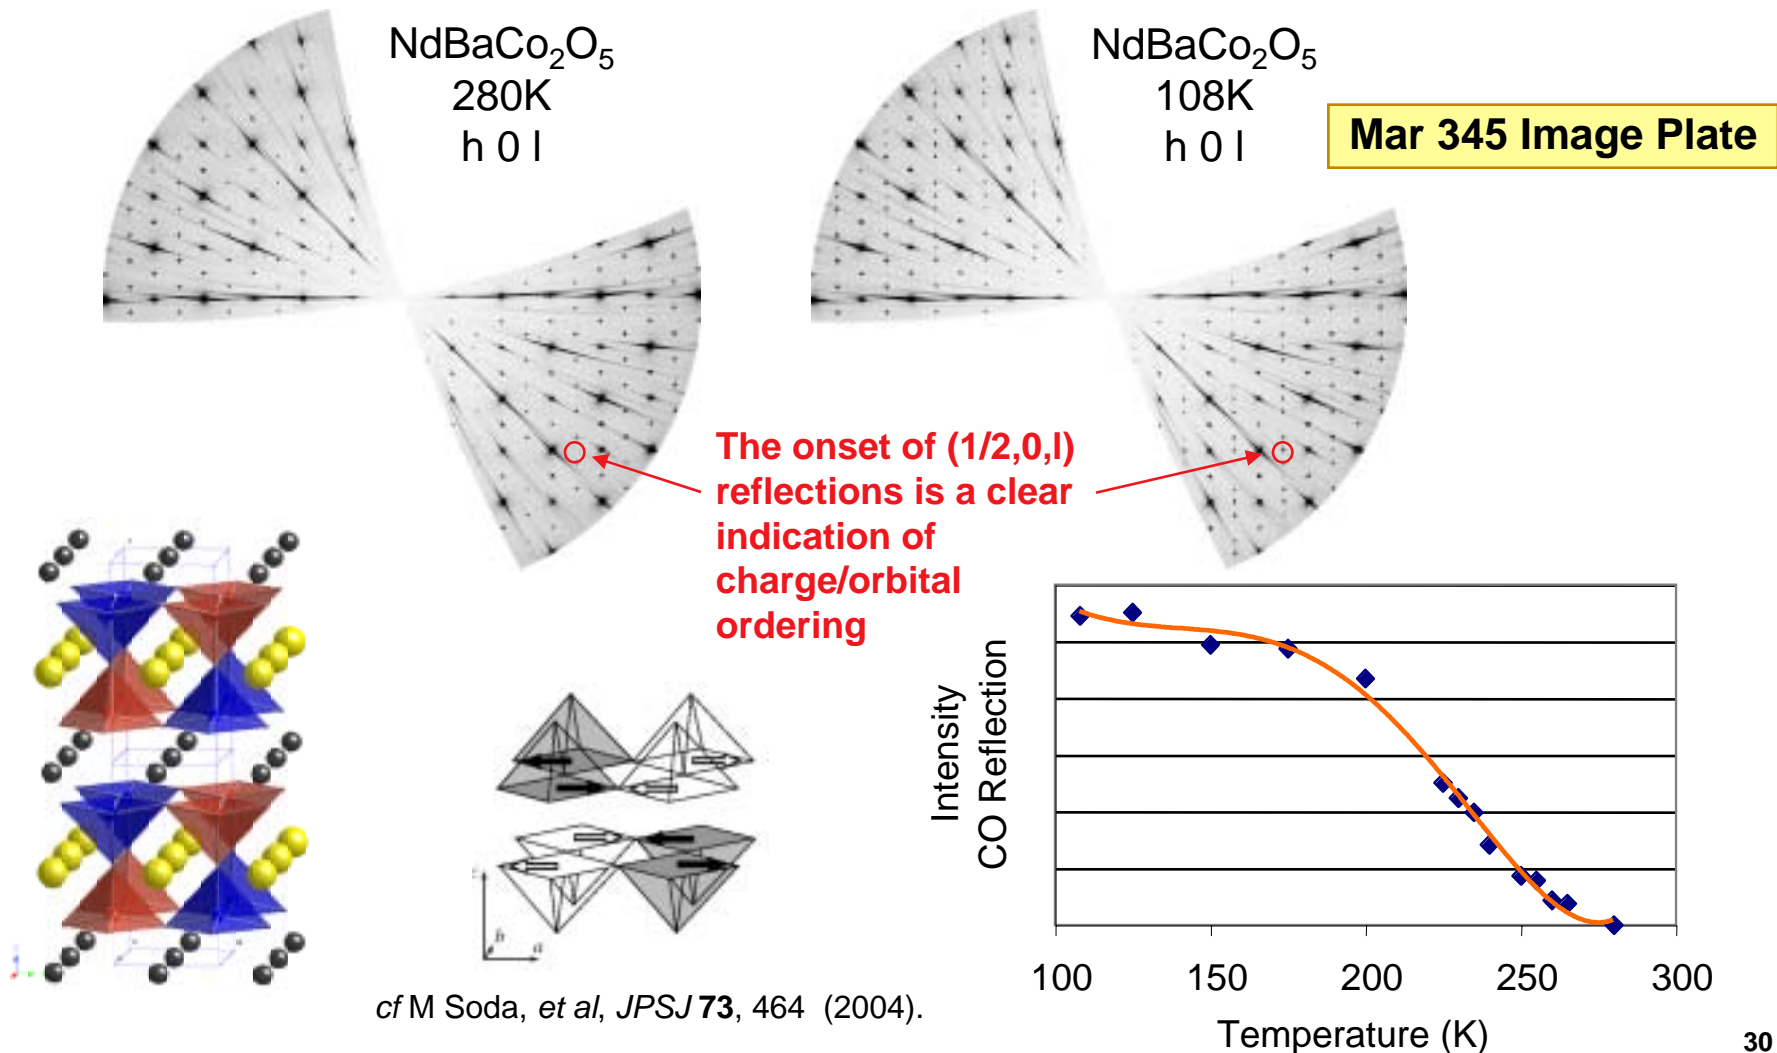 NdBaCo₂O₅
280K
h 0 l
NdBaCo₂O₅
108K
h 0 l
Mar 345 Image Plate
The onset of (1/2,0,l)
reflections is a clear
indication of
charge/orbital
ordering
b
a
cf M Soda, et al, JPSJ 73, 464 (2004).
Intensity
CO Reflection
100 150 200 250 300
Temperature (K)
30